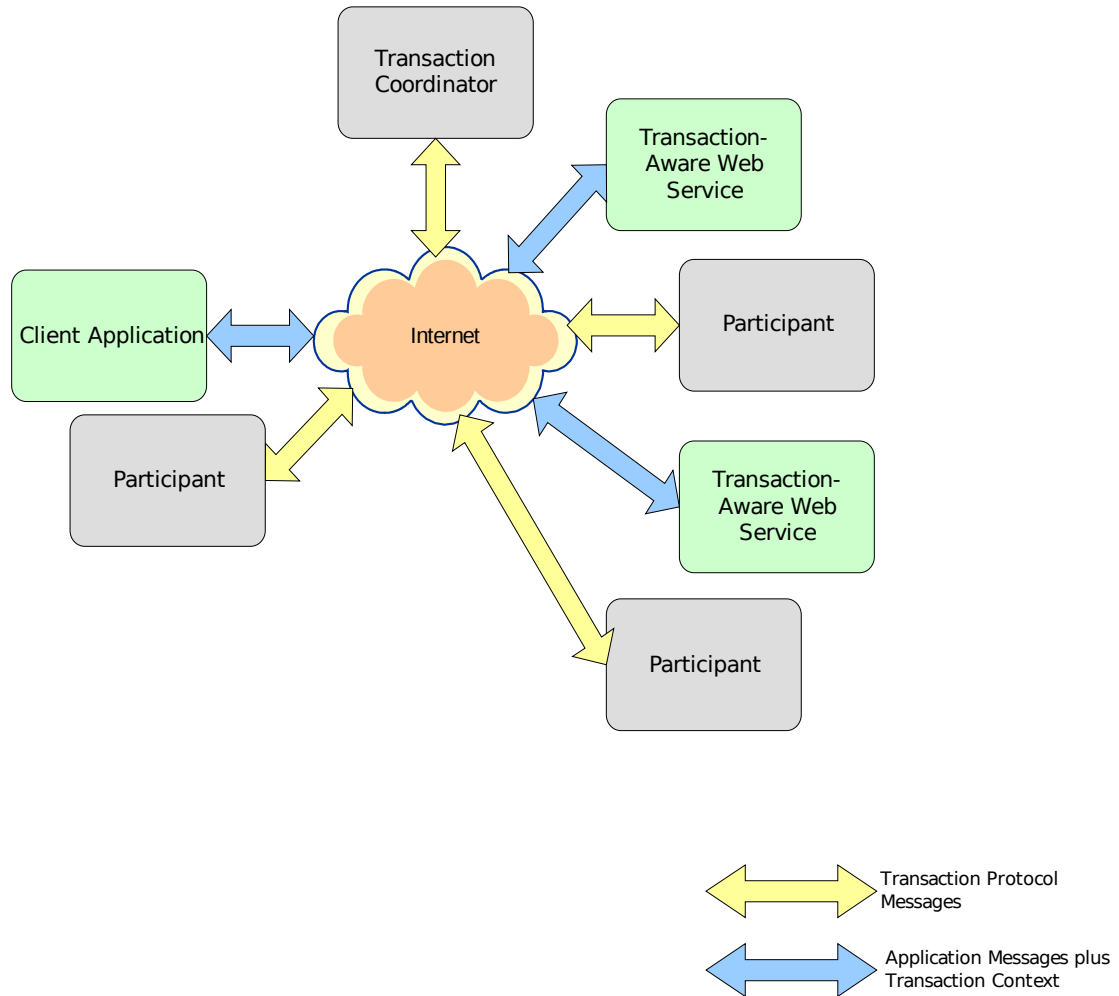 Transaction
Coordinator
Transaction-
Aware Web
Service
Client Application
Internet
Participant
Participant
Transaction-
Aware Web
Service
Participant
Transaction Protocol
Messages
Application Messages plus
Transaction Context